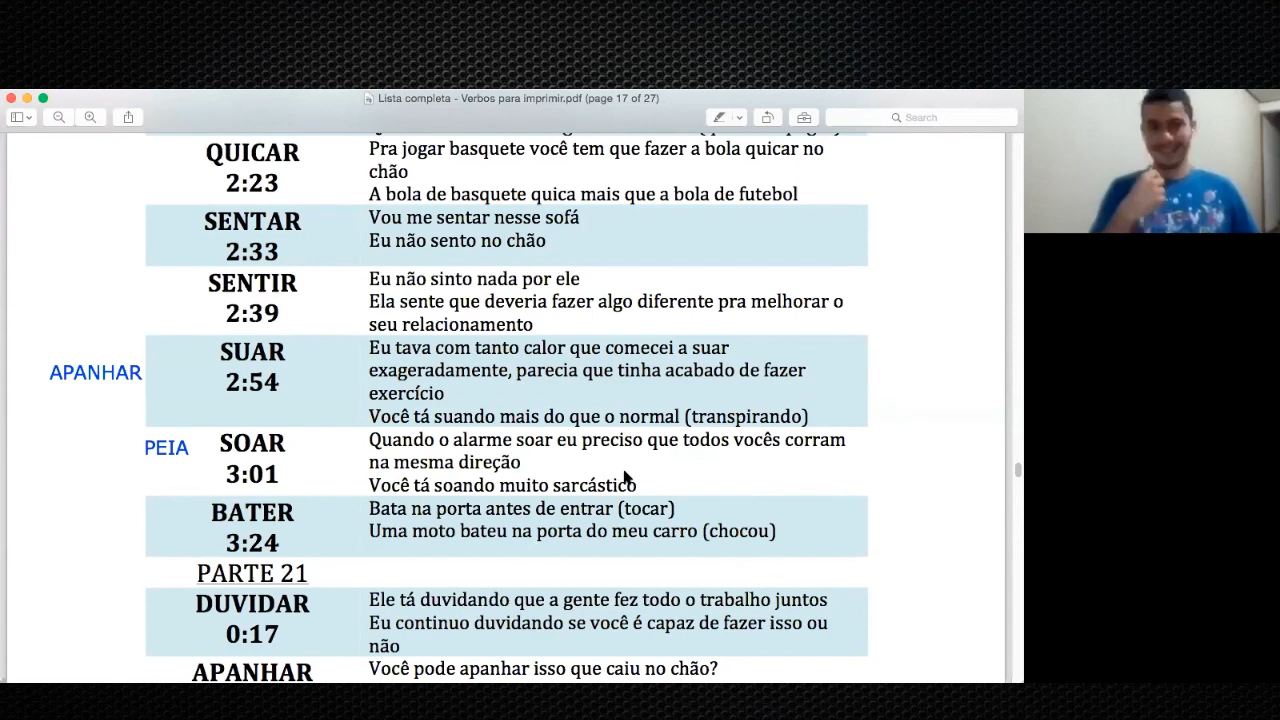 Lista completa - Verbos para imprimir.pdf (page 17 of 27)
Search
QUICAR
2:23
Pra jogar basquete você tem que fazer a bola quicar no
chão
A bola de basquete quica mais que a bola de futebol
SENTAR
2:33
Vou me sentar nesse sofá
Eu não sento no chão
SENTIR
2:39
Eu não sinto nada por ele
Ela sente que deveria fazer algo diferente pra melhorar o
seu relacionamento
APANHAR
SUAR
2:54
Eu tava com tanto calor que comecei a suar
exageradamente, parecia que tinha acabado de fazer
exercício
Você tá suando mais do que o normal (transpirando)
PEIA
SOAR
3:01
Quando o alarme soar eu preciso que todos vocês corram
na mesma direção
Você tá soando muito sarcástico
BATER
3:24
Bata na porta antes de entrar (tocar)
Uma moto bateu na porta do meu carro (chocou)
PARTE 21
DUVIDAR
0:17
Ele tá duvidando que a gente fez todo o trabalho juntos
Eu continuo duvidando se você é capaz de fazer isso ou
não
APANHAR
Você pode apanhar isso que caiu no chão?